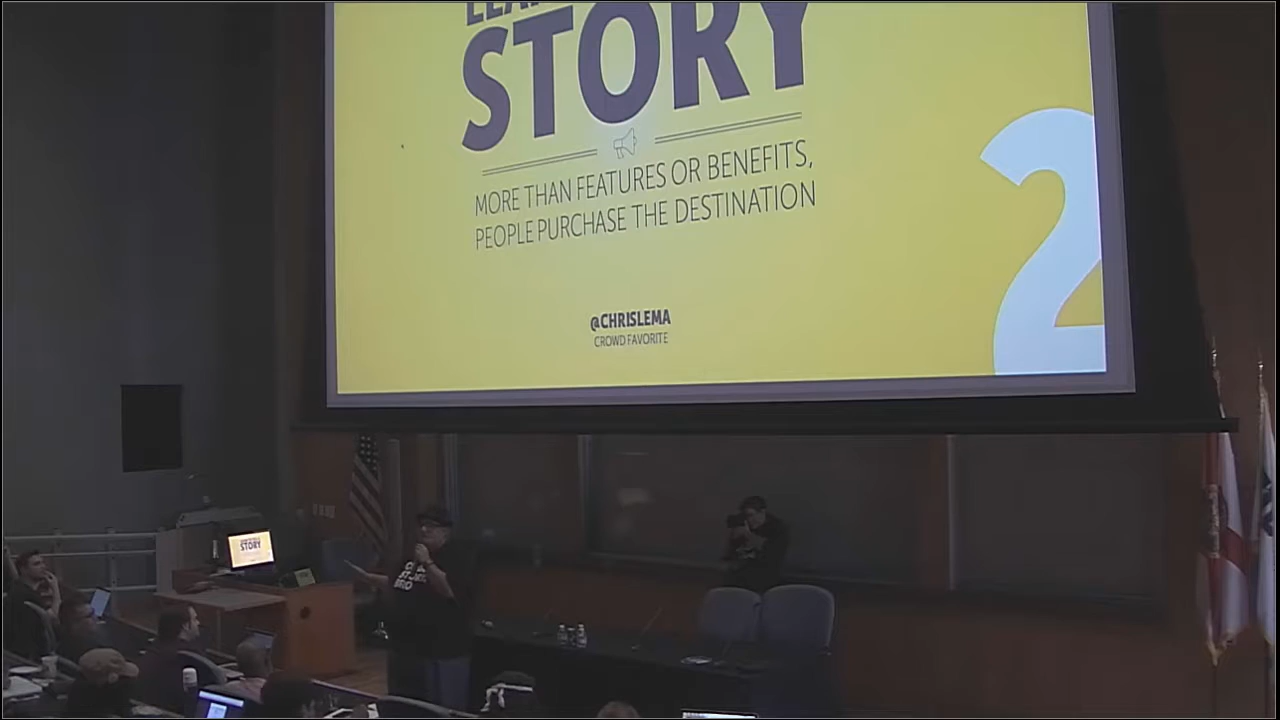 STORY
MORE THAN FEATURES OR BENEFITS,
PEOPLE PURCHASE THE DESTINATION
@CHRISLEMA
CROWD FAVORITE
2
STORY